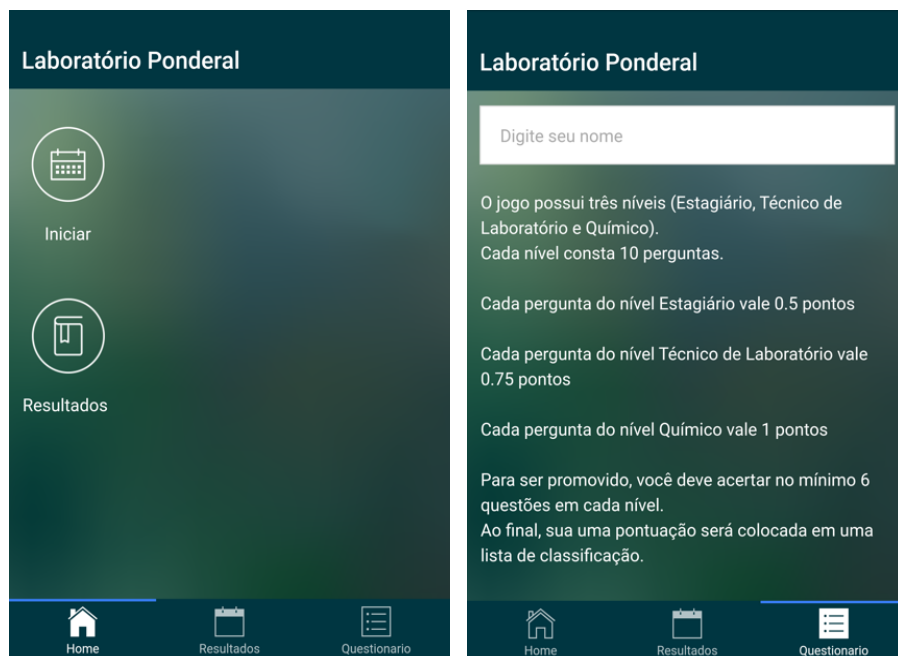 Laboratório Ponderal
Iniciar
Resultados
Home
Resultados
Questionario
Laboratório Ponderal
Digite seu nome
O jogo possui três níveis (Estagiário, Técnico de
Laboratório e Químico).
Cada nível consta 10 perguntas.
Cada pergunta do nível Estagiário vale 0.5 pontos
Cada pergunta do nível Técnico de Laboratório vale
0.75 pontos
Cada pergunta do nível Químico vale 1 pontos
Para ser promovido, você deve acertar no mínimo 6
questões em cada nível.
Ao final, sua uma pontuação será colocada em uma
lista de classificação.
Home
Resultados
Questionario